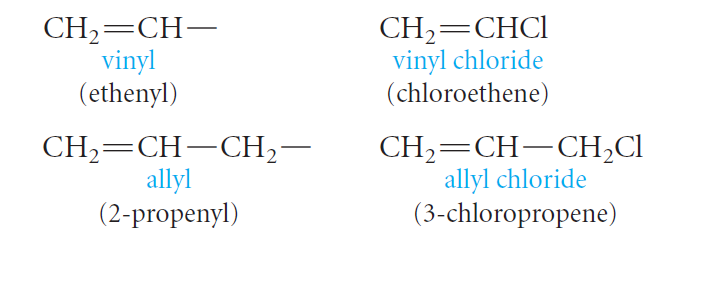 CH₂=CH— CH₂=CHCl
vinyl vinyl chloride
(ethenyl) (chloroethene)
CH₂=CH—CH₂— CH₂=CH—CH₂Cl
allyl allyl chloride
(2-propenyl) (3-chloropropene)